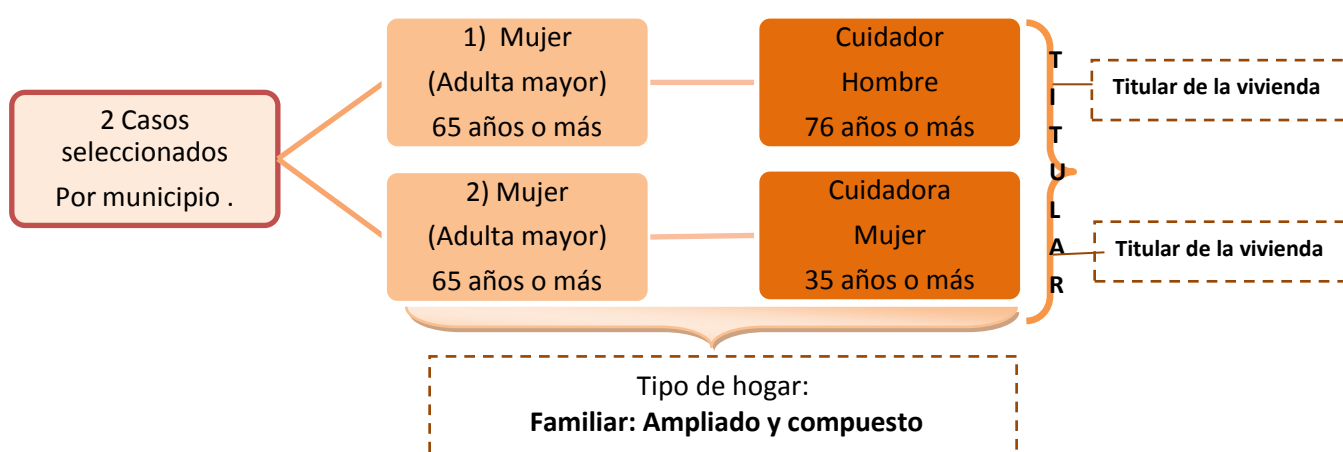 2 Casos
seleccionados
Por municipio .
1) Mujer
(Adulta mayor)
65 años o más
Cuidador
Hombre
76 años o más
2) Mujer
(Adulta mayor)
65 años o más
Cuidadora
Mujer
35 años o más
T
I
T
U
L
A
R
Titular de la vivienda
Titular de la vivienda
Tipo de hogar:
Familiar: Ampliado y compuesto